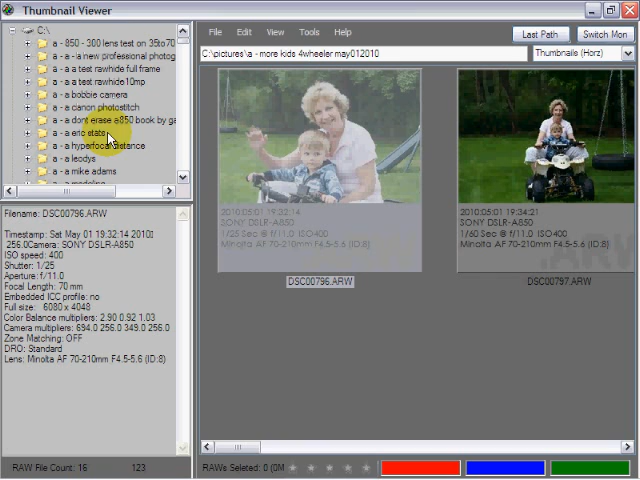 Thumbnail Viewer
C:\
a - 850 - 300 lens test on 35to70
a - a -- a new professional photog
a - a a test rawhide full frame
a - a a test rawhide10mp
a - a bobbie camera
a - a canon photostitch
a - a dont erase a850 book by ga
a - a eric stats
a - a hyperfocal distance
a - a leodys
a - a mike adams
File Edit View Tools Help
Last Path
Switch Mon
C:\pictures\a - more kids 4wheeler may012010
Thumbnails (Horz)
2010:05:01 19:32:14
SONY DSLR-A850
1/25 Sec @ f/11.0 ISO400
Minolta AF 70-210mm F4.5-5.6 (ID:8)
DSC00796.ARW
2010:05:01 19:34:21
SONY DSLR-A850
1/60 Sec @ f/11.0 ISO400
Minolta AF 70-210mm F4.5-5.6 (ID:8)
DSC00797.ARW
Filename: DSC00796.ARW
Timestamp: Sat May 01 19:32:14 2010
256.0Camera: SONY DSLR-A850
ISO speed: 400
Shutter: 1/25
Aperture: f/11.0
Focal Length: 70 mm
Embedded ICC profile: no
Full size: 6080 x 4048
Color Balance multipliers: 2.90 0.92 1.03
Camera multipliers: 694.0 256.0 349.0 256.0
Zone Matching: OFF
DRO: Standard
Lens: Minolta AF 70-210mm F4.5-5.6 (ID:8)
RAW File Count: 16 123
RAWs Seleted: 0 (0M